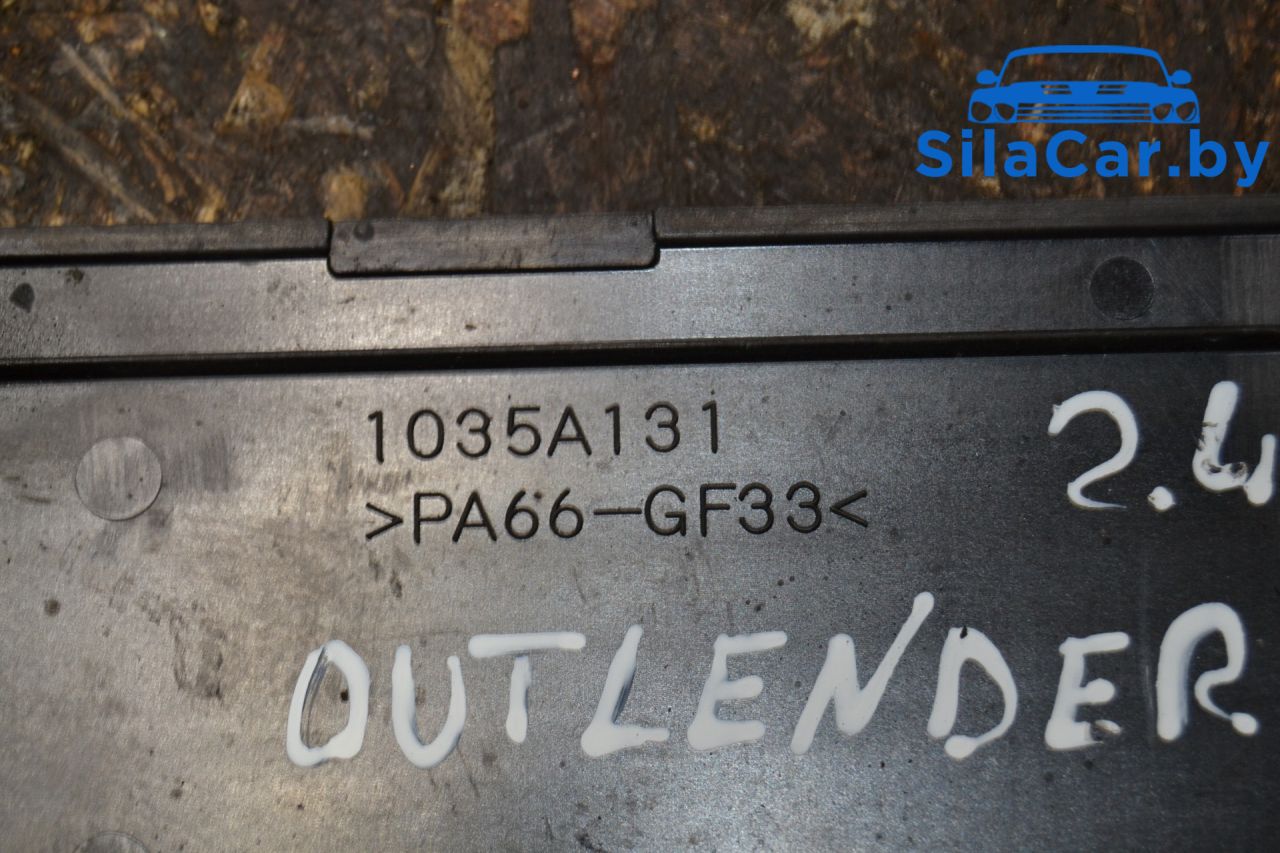 SilaCar.by
1035A131
2.4
>PA66-GF33<
OUTLENDER